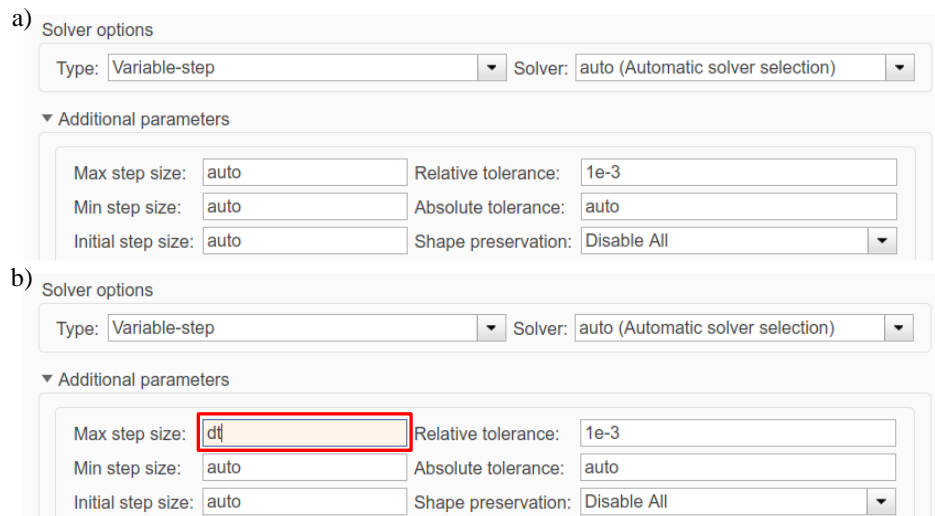 a)
Solver options
Type: Variable-step Solver: auto (Automatic solver selection)
Additional parameters
Max step size: auto Relative tolerance: 1e-3
Min step size: auto Absolute tolerance: auto
Initial step size: auto Shape preservation: Disable All
b)
Solver options
Type: Variable-step Solver: auto (Automatic solver selection)
Additional parameters
Max step size: dt Relative tolerance: 1e-3
Min step size: auto Absolute tolerance: auto
Initial step size: auto Shape preservation: Disable All